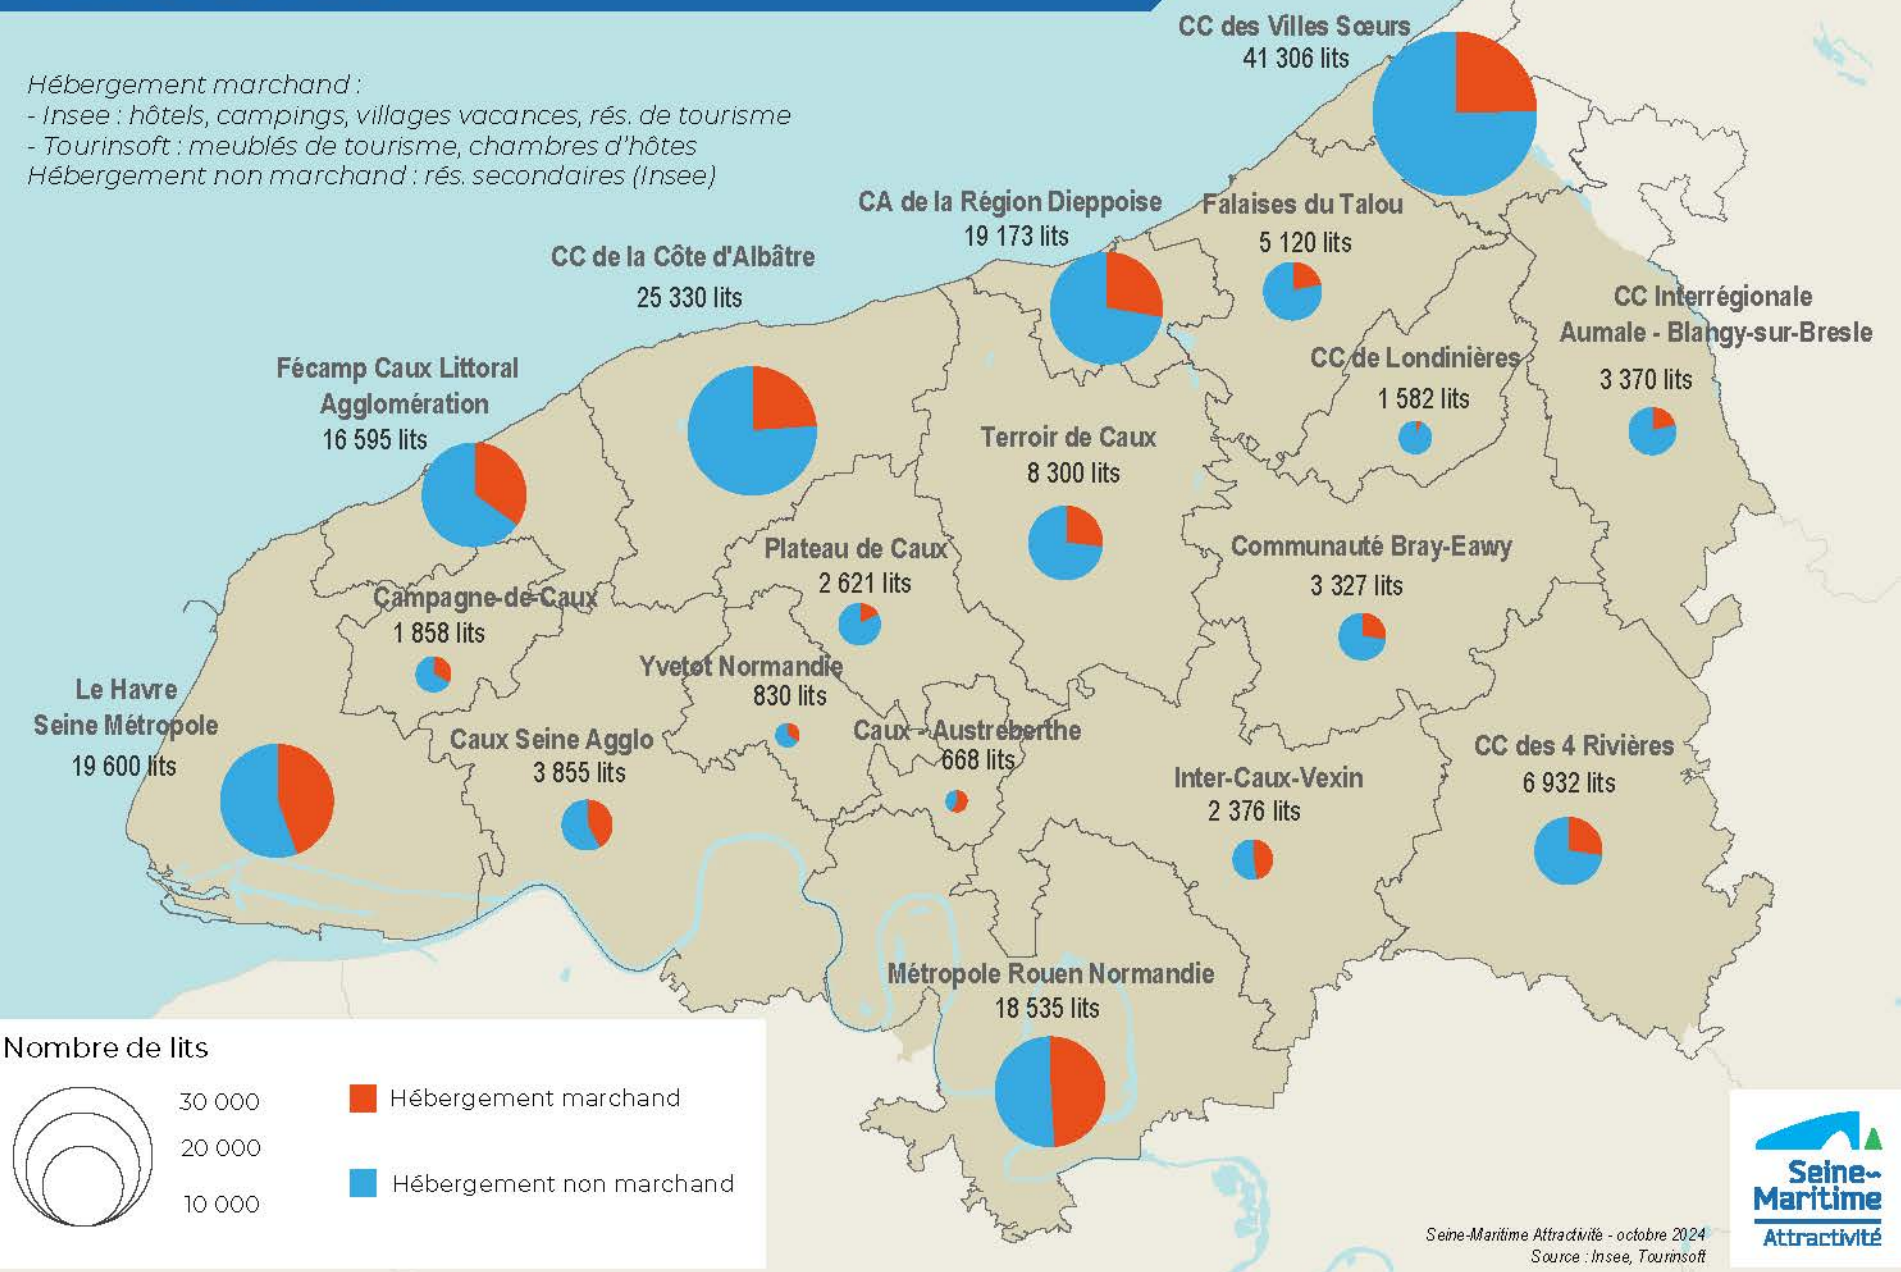 CC des Villes Sœurs
41 306 lits
Hébergement marchand :
- Insee : hôtels, campings, villages vacances, rés. de tourisme
- Tourinsoft : meublés de tourisme, chambres d'hôtes
Hébergement non marchand : rés. secondaires (Insee)
CA de la Région Dieppoise
19 173 lits
Falaises du Talou
5 120 lits
CC de la Côte d'Albâtre
25 330 lits
CC Interrégionale
Aumale - Blangy-sur-Bresle
3 370 lits
Fécamp Caux Littoral
Agglomération
16 595 lits
CC de Londinières
1 582 lits
Terroir de Caux
8 300 lits
Plateau de Caux
2 621 lits
Communauté Bray-Eawy
3 327 lits
Campagne-de-Caux
1 858 lits
Yvetot Normandie
830 lits
Le Havre
Seine Métropole
19 600 lits
Caux Seine Agglo
3 855 lits
Caux - Austreberthe
668 lits
Inter-Caux-Vexin
2 376 lits
CC des 4 Rivières
6 932 lits
Métropole Rouen Normandie
18 535 lits
Nombre de lits
30 000
20 000
10 000
Hébergement marchand
Hébergement non marchand
Seine-Maritime Attractivité - octobre 2024
Source : Insee, Tourinsoft
Seine-
Maritime
Attractivité